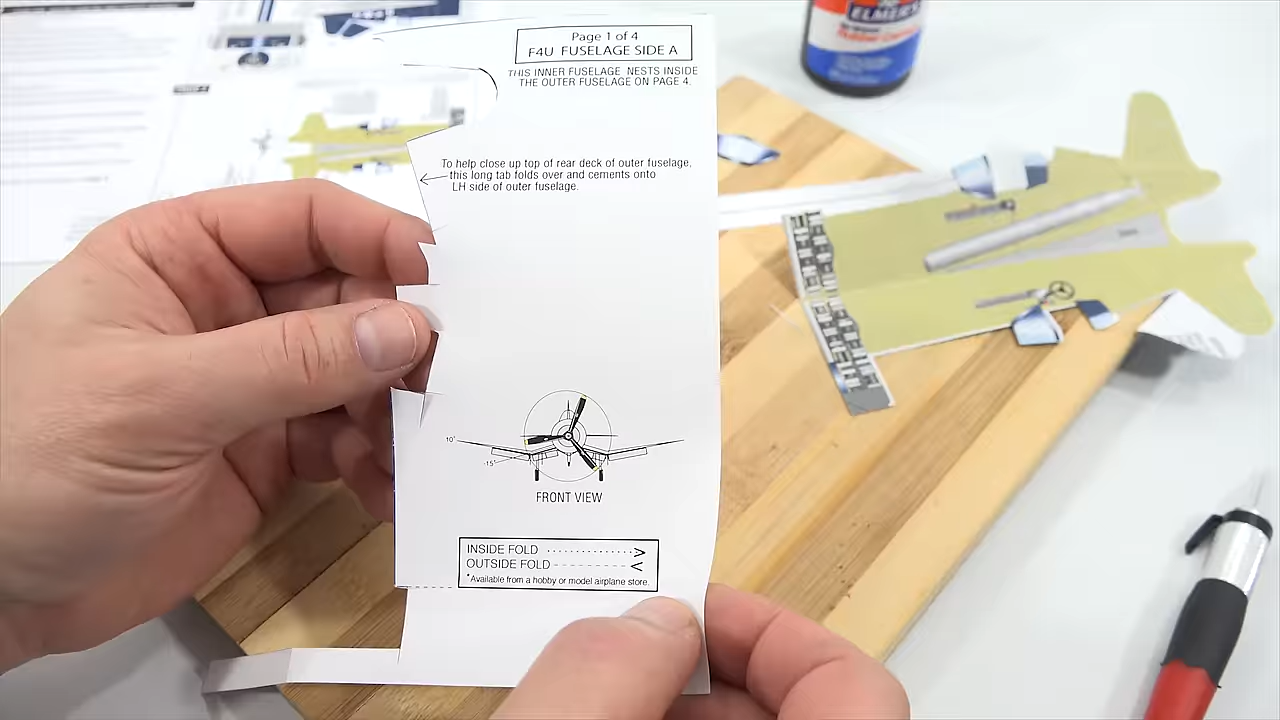 ELMER'S
Rubber Cement
Page 1 of 4
F4U FUSELAGE SIDE A
THIS INNER FUSELAGE NESTS INSIDE
THE OUTER FUSELAGE ON PAGE 4.
To help close up top of rear deck of outer fuselage,
this long tab folds over and cements onto
LH side of outer fuselage.
10°
-15°
FRONT VIEW
INSIDE FOLD
OUTSIDE FOLD
*Available from a hobby or model airplane store.